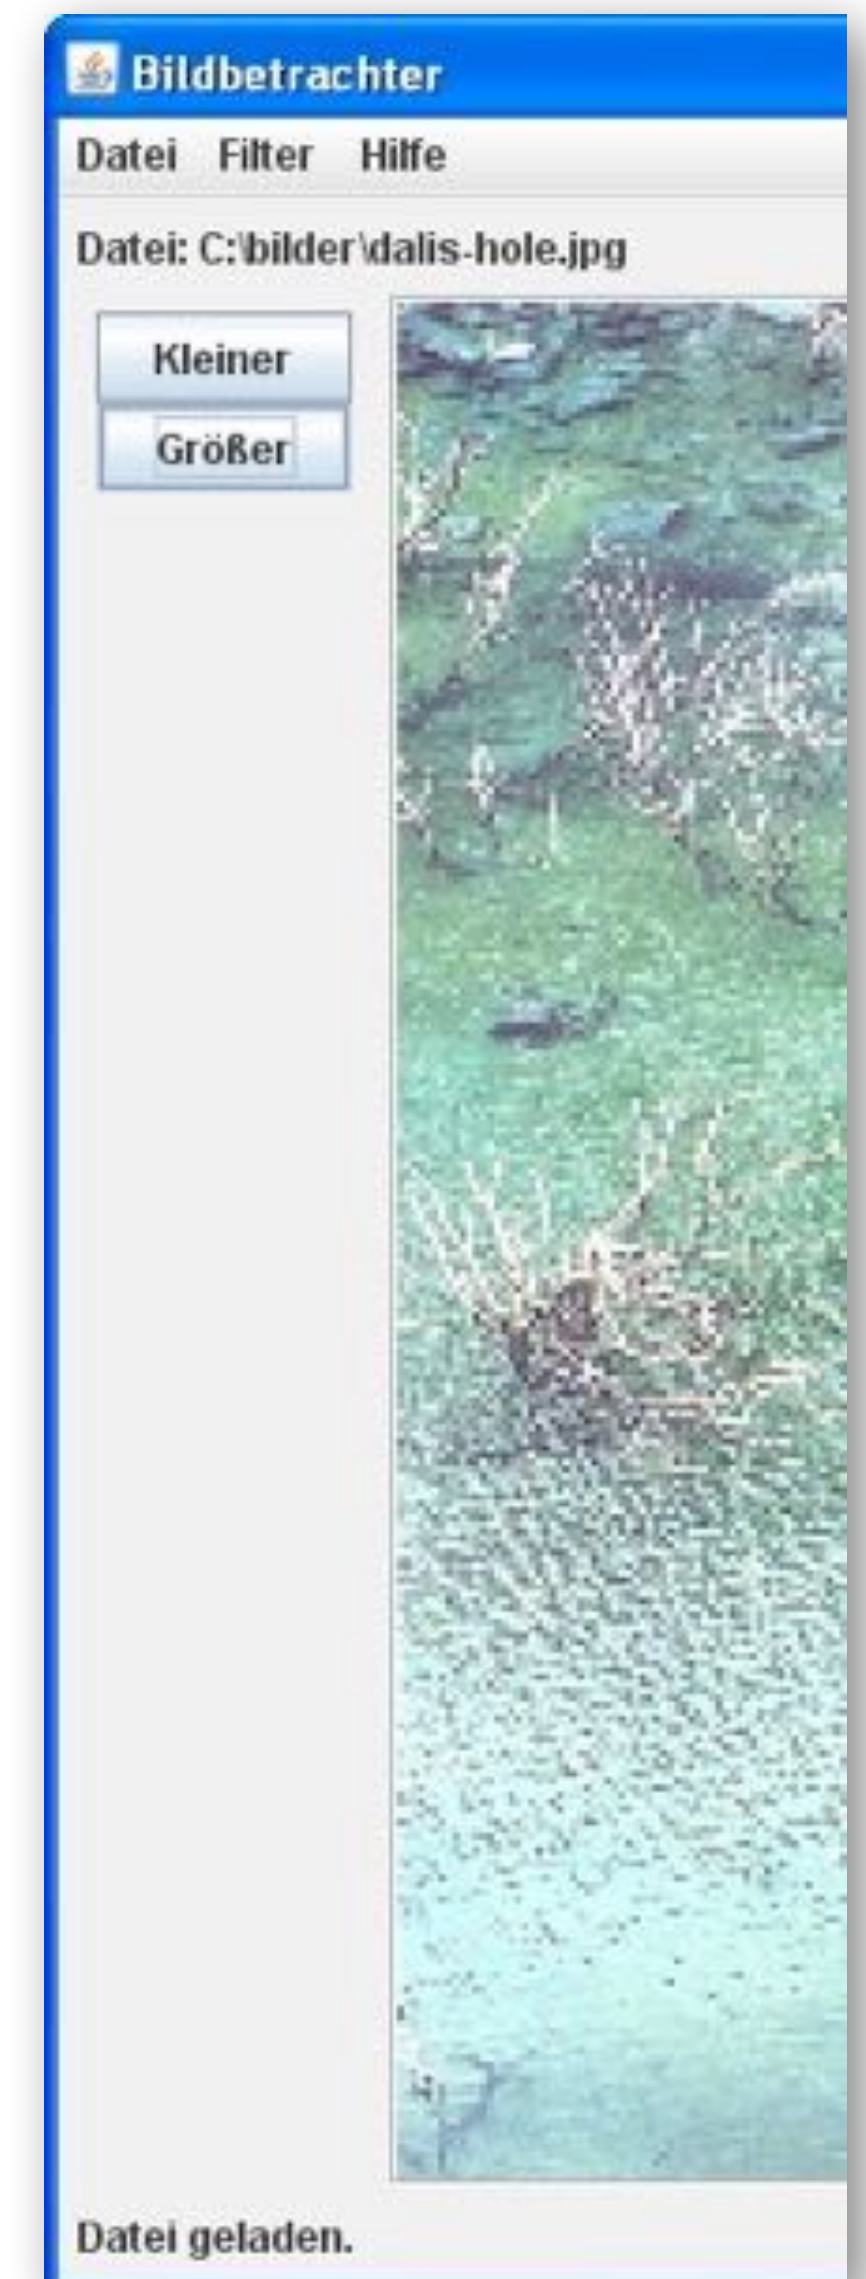 Bildbetrachter
Datei Filter Hilfe
Datei: C:\bilder\dalis-hole.jpg
Kleiner
Größer
Datei geladen.